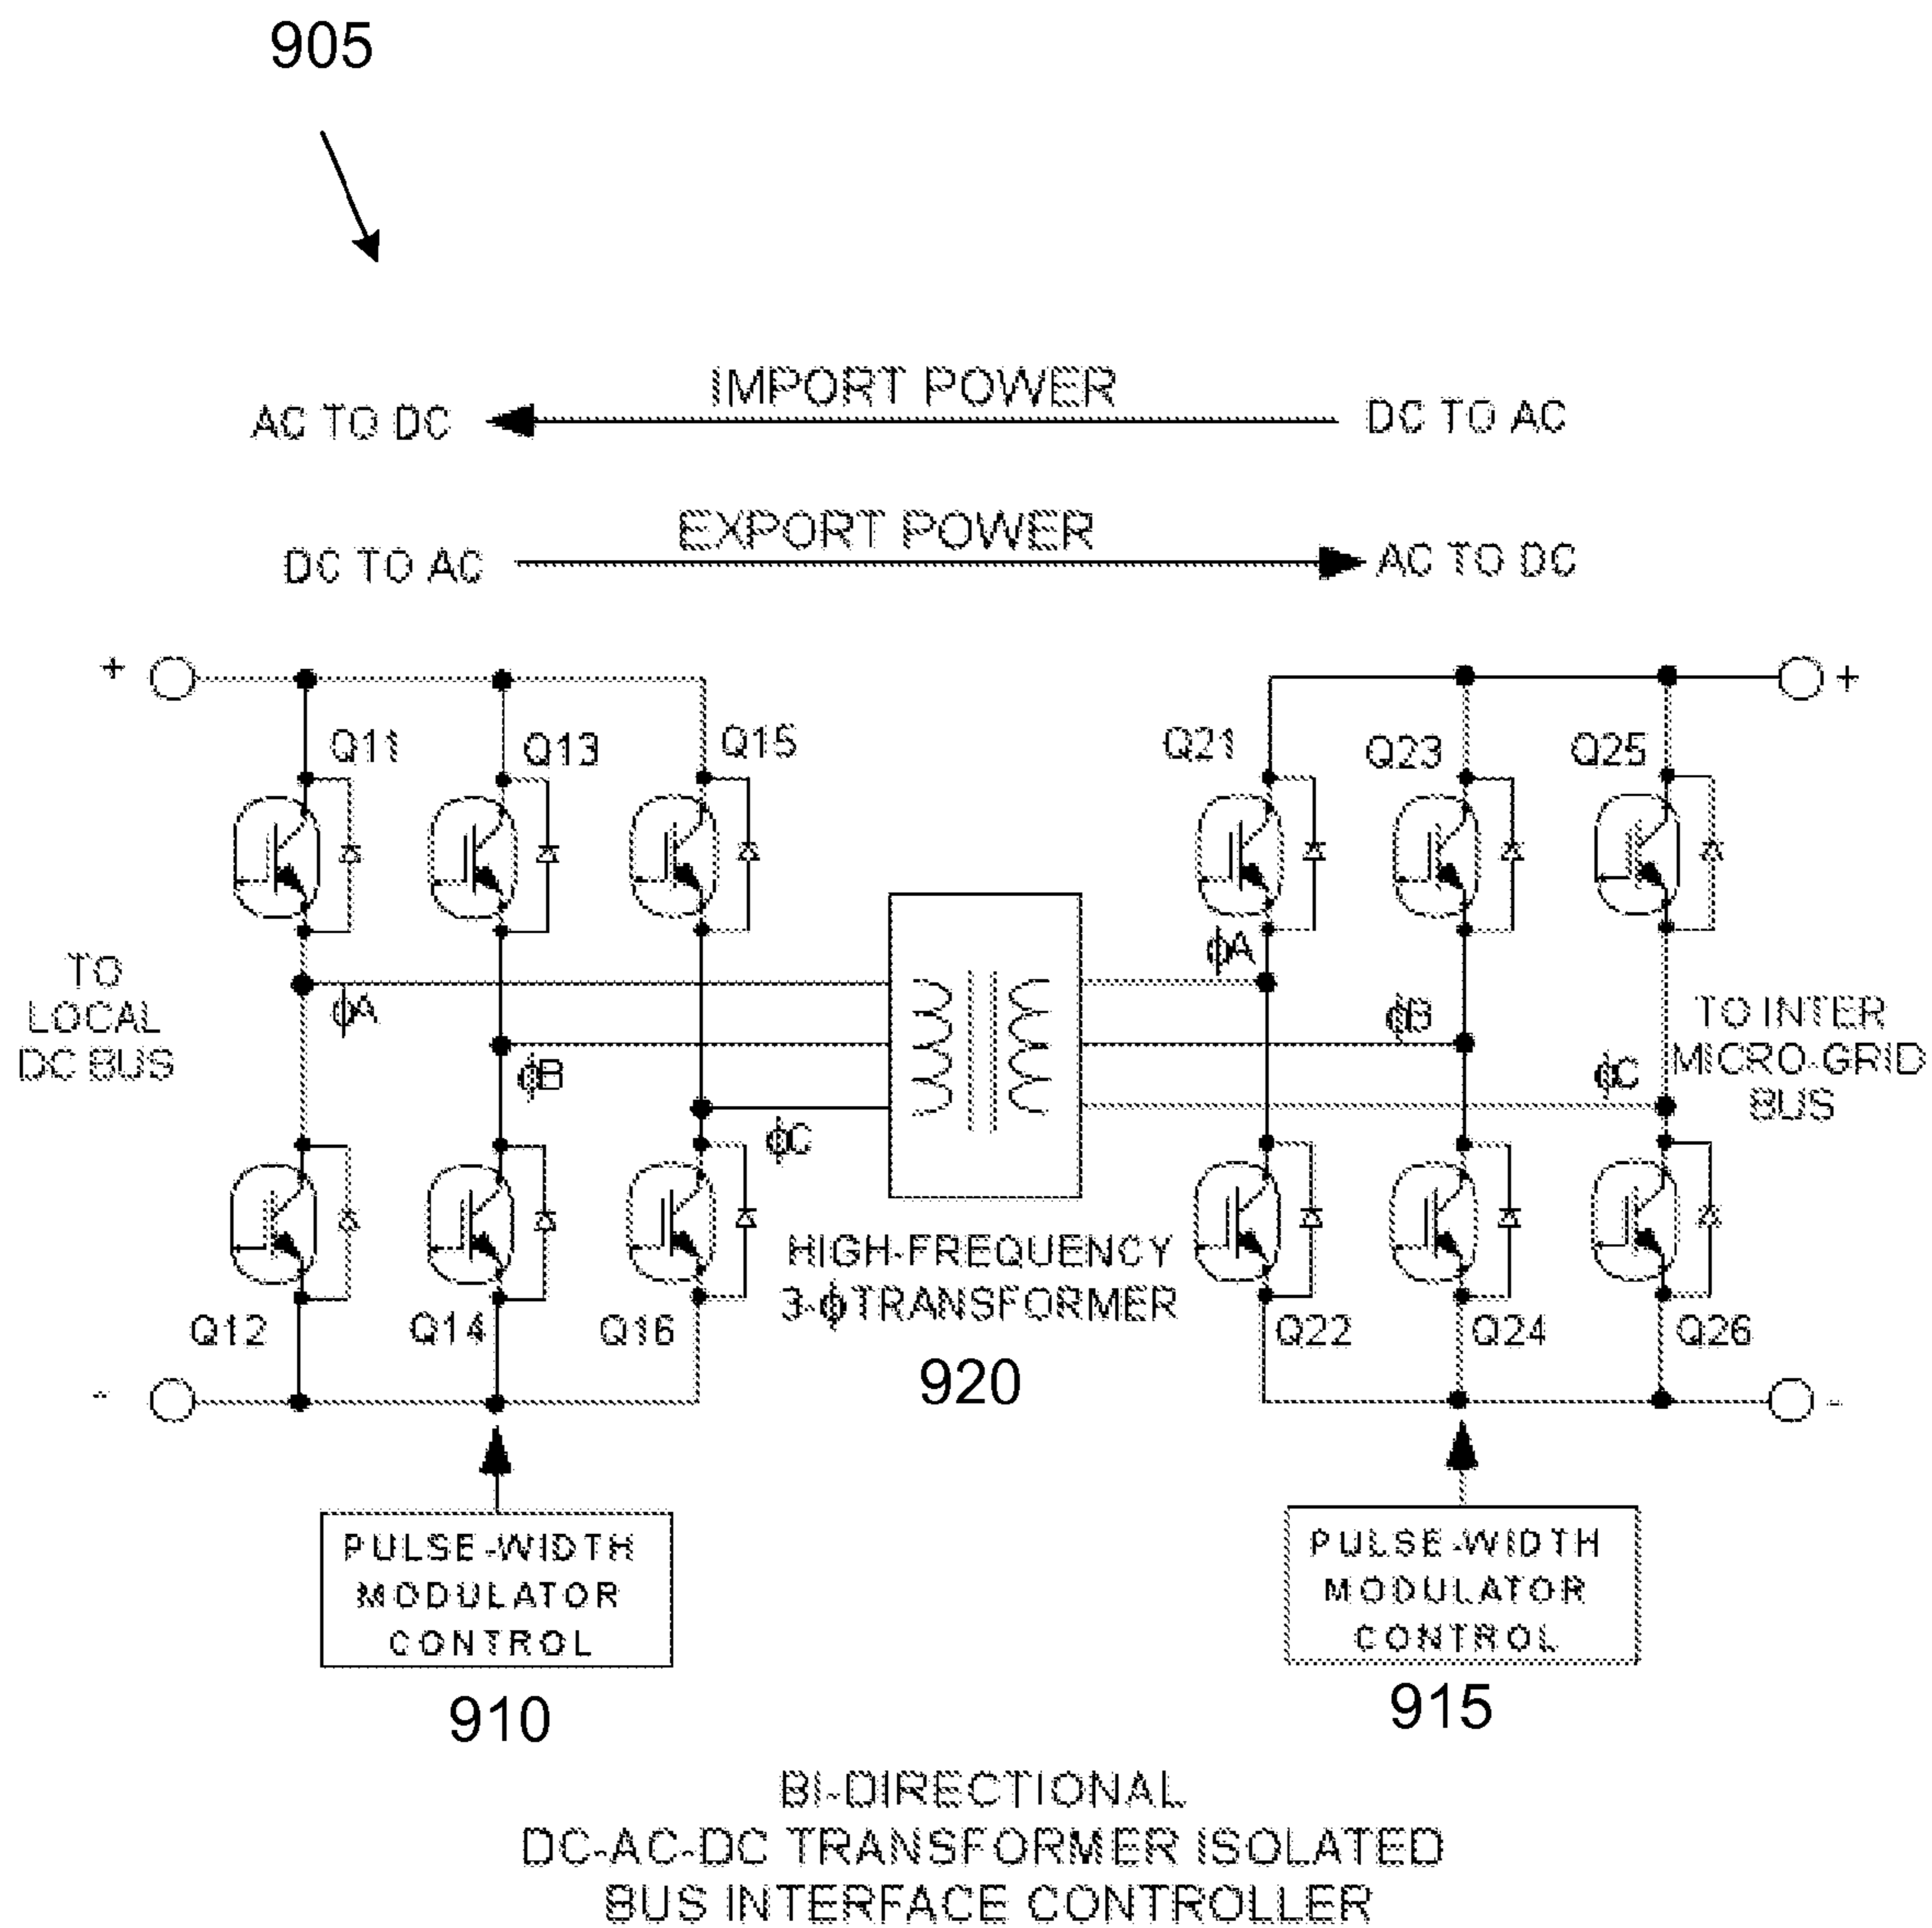 905
IMPORT POWER
AC TO DC
DC TO AC
EXPORT POWER
DC TO AC
AC TO DC
+
+
Q11
Q13
Q15
Q21
Q23
Q25
ϕA
ϕB
ϕC
ϕA
ϕB
ϕC
TO
LOCAL
DC BUS
TO INTER
MICRO-GRID
BUS
HIGH-FREQUENCY
3-ϕ TRANSFORMER
920
Q12
Q14
Q16
Q22
Q24
Q26
-
-
PULSE-WIDTH
MODULATOR
CONTROL
910
PULSE-WIDTH
MODULATOR
CONTROL
915
BI-DIRECTIONAL
DC-AC-DC TRANSFORMER ISOLATED
BUS INTERFACE CONTROLLER